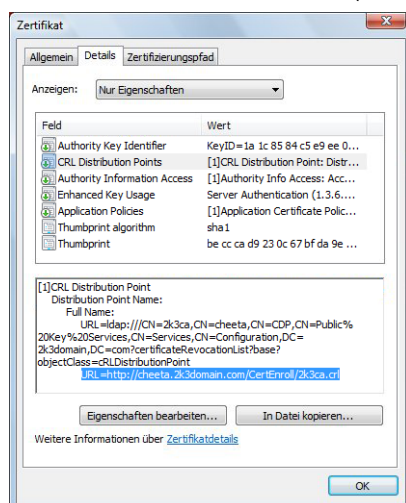 Zertifikat
Allgemein Details Zertifizierungspfad
Anzeigen: Nur Eigenschaften
Feld Wert
Authority Key Identifier KeyID=1a 1c 85 84 c5 e9 ee 0...
CRL Distribution Points [1]CRL Distribution Point: Distr...
Authority Information Access [1]Authority Info Access: Acc...
Enhanced Key Usage Server Authentication (1.3.6....
Application Policies [1]Application Certificate Polic...
Thumbprint algorithm sha1
Thumbprint be cc ca d9 23 0c 67 bf da 9e ...
[1]CRL Distribution Point
Distribution Point Name:
Full Name:
URL=ldap:///CN=2k3ca,CN=cheeta,CN=CDP,CN=Public%
20Key%20Services,CN=Services,CN=Configuration,DC=
2k3domain,DC=com?certificateRevocationList?base?
objectClass=cRLDistributionPoint
URL=http://cheeta.2k3domain.com/CertEnroll/2k3ca.crl
Eigenschaften bearbeiten... In Datei kopieren...
Weitere Informationen über Zertifikatdetails
OK